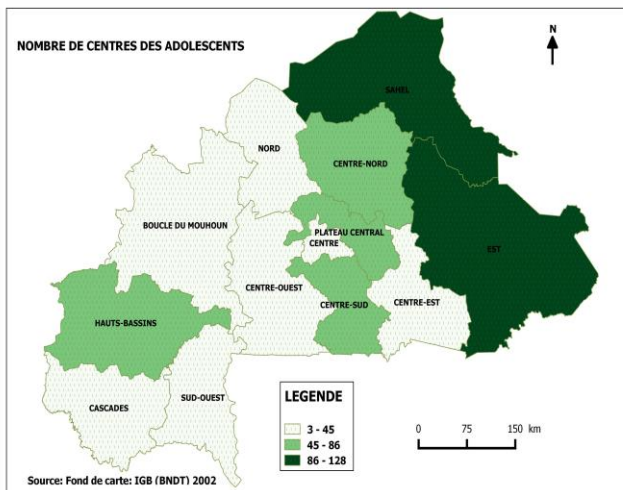 NOMBRE DE CENTRES DES ADOLESCENTS
N
SAHEL
NORD
CENTRE-NORD
BOUCLE DU MOUHOUN
PLATEAU CENTRAL
CENTRE
EST
CENTRE-OUEST
CENTRE-SUD
CENTRE-EST
HAUTS-BASSINS
CASCADES
SUD-OUEST
LEGENDE
3 - 45
45 - 86
86 - 128
0 75 150 km
Source: Fond de carte: IGB (BNDT) 2002